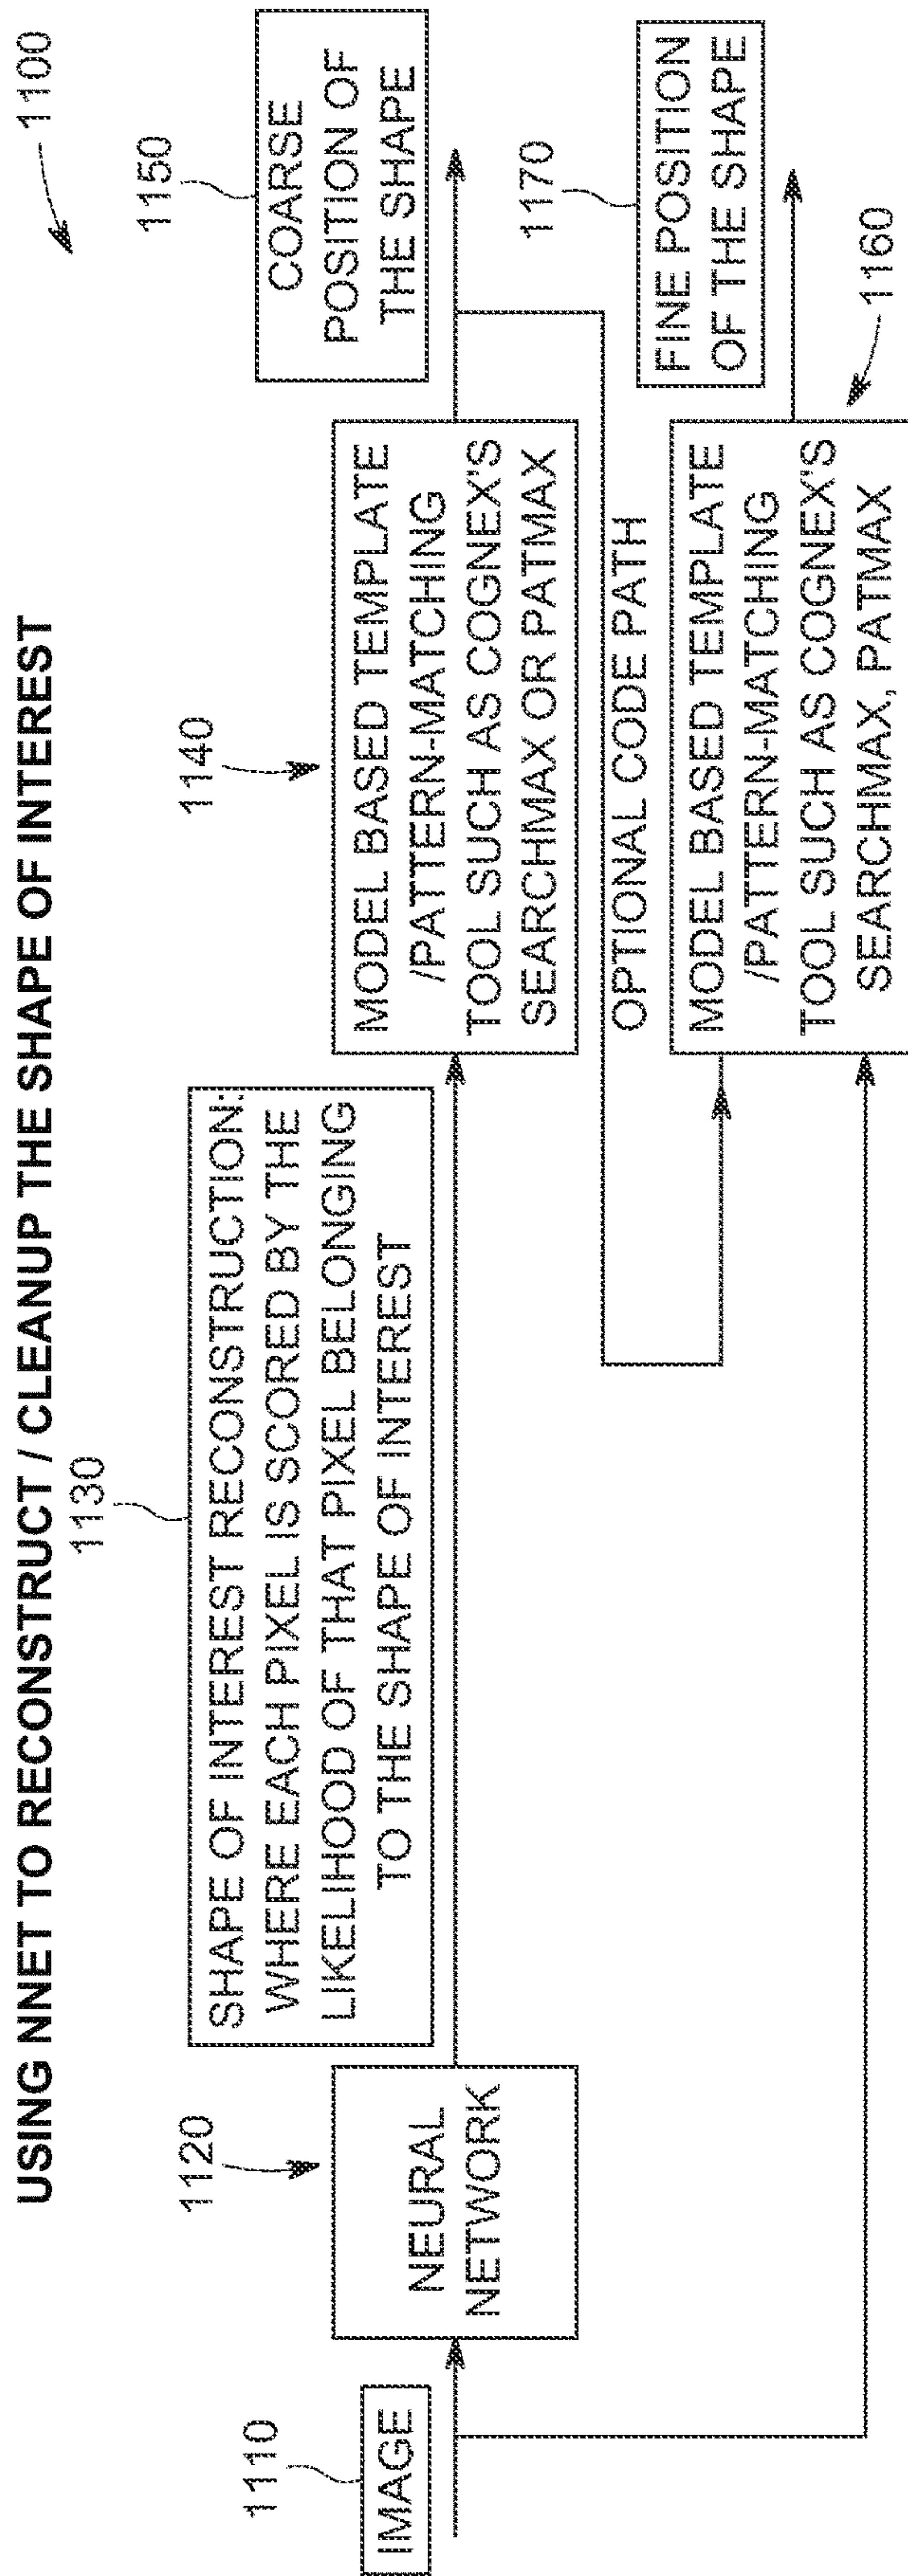 USING NNET TO RECONSTRUCT / CLEANUP THE SHAPE OF INTEREST
1100
1110
IMAGE
1120
NEURAL
NETWORK
1130
SHAPE OF INTEREST RECONSTRUCTION:
WHERE EACH PIXEL IS SCORED BY THE
LIKELIHOOD OF THAT PIXEL BELONGING
TO THE SHAPE OF INTEREST
1140
MODEL BASED TEMPLATE
/PATTERN-MATCHING
TOOL SUCH AS COGNEX'S
SEARCHMAX OR PATMAX
1150
COARSE
POSITION OF
THE SHAPE
OPTIONAL CODE PATH
MODEL BASED TEMPLATE
/PATTERN-MATCHING
TOOL SUCH AS COGNEX'S
SEARCHMAX, PATMAX
1160
1170
FINE POSITION
OF THE SHAPE